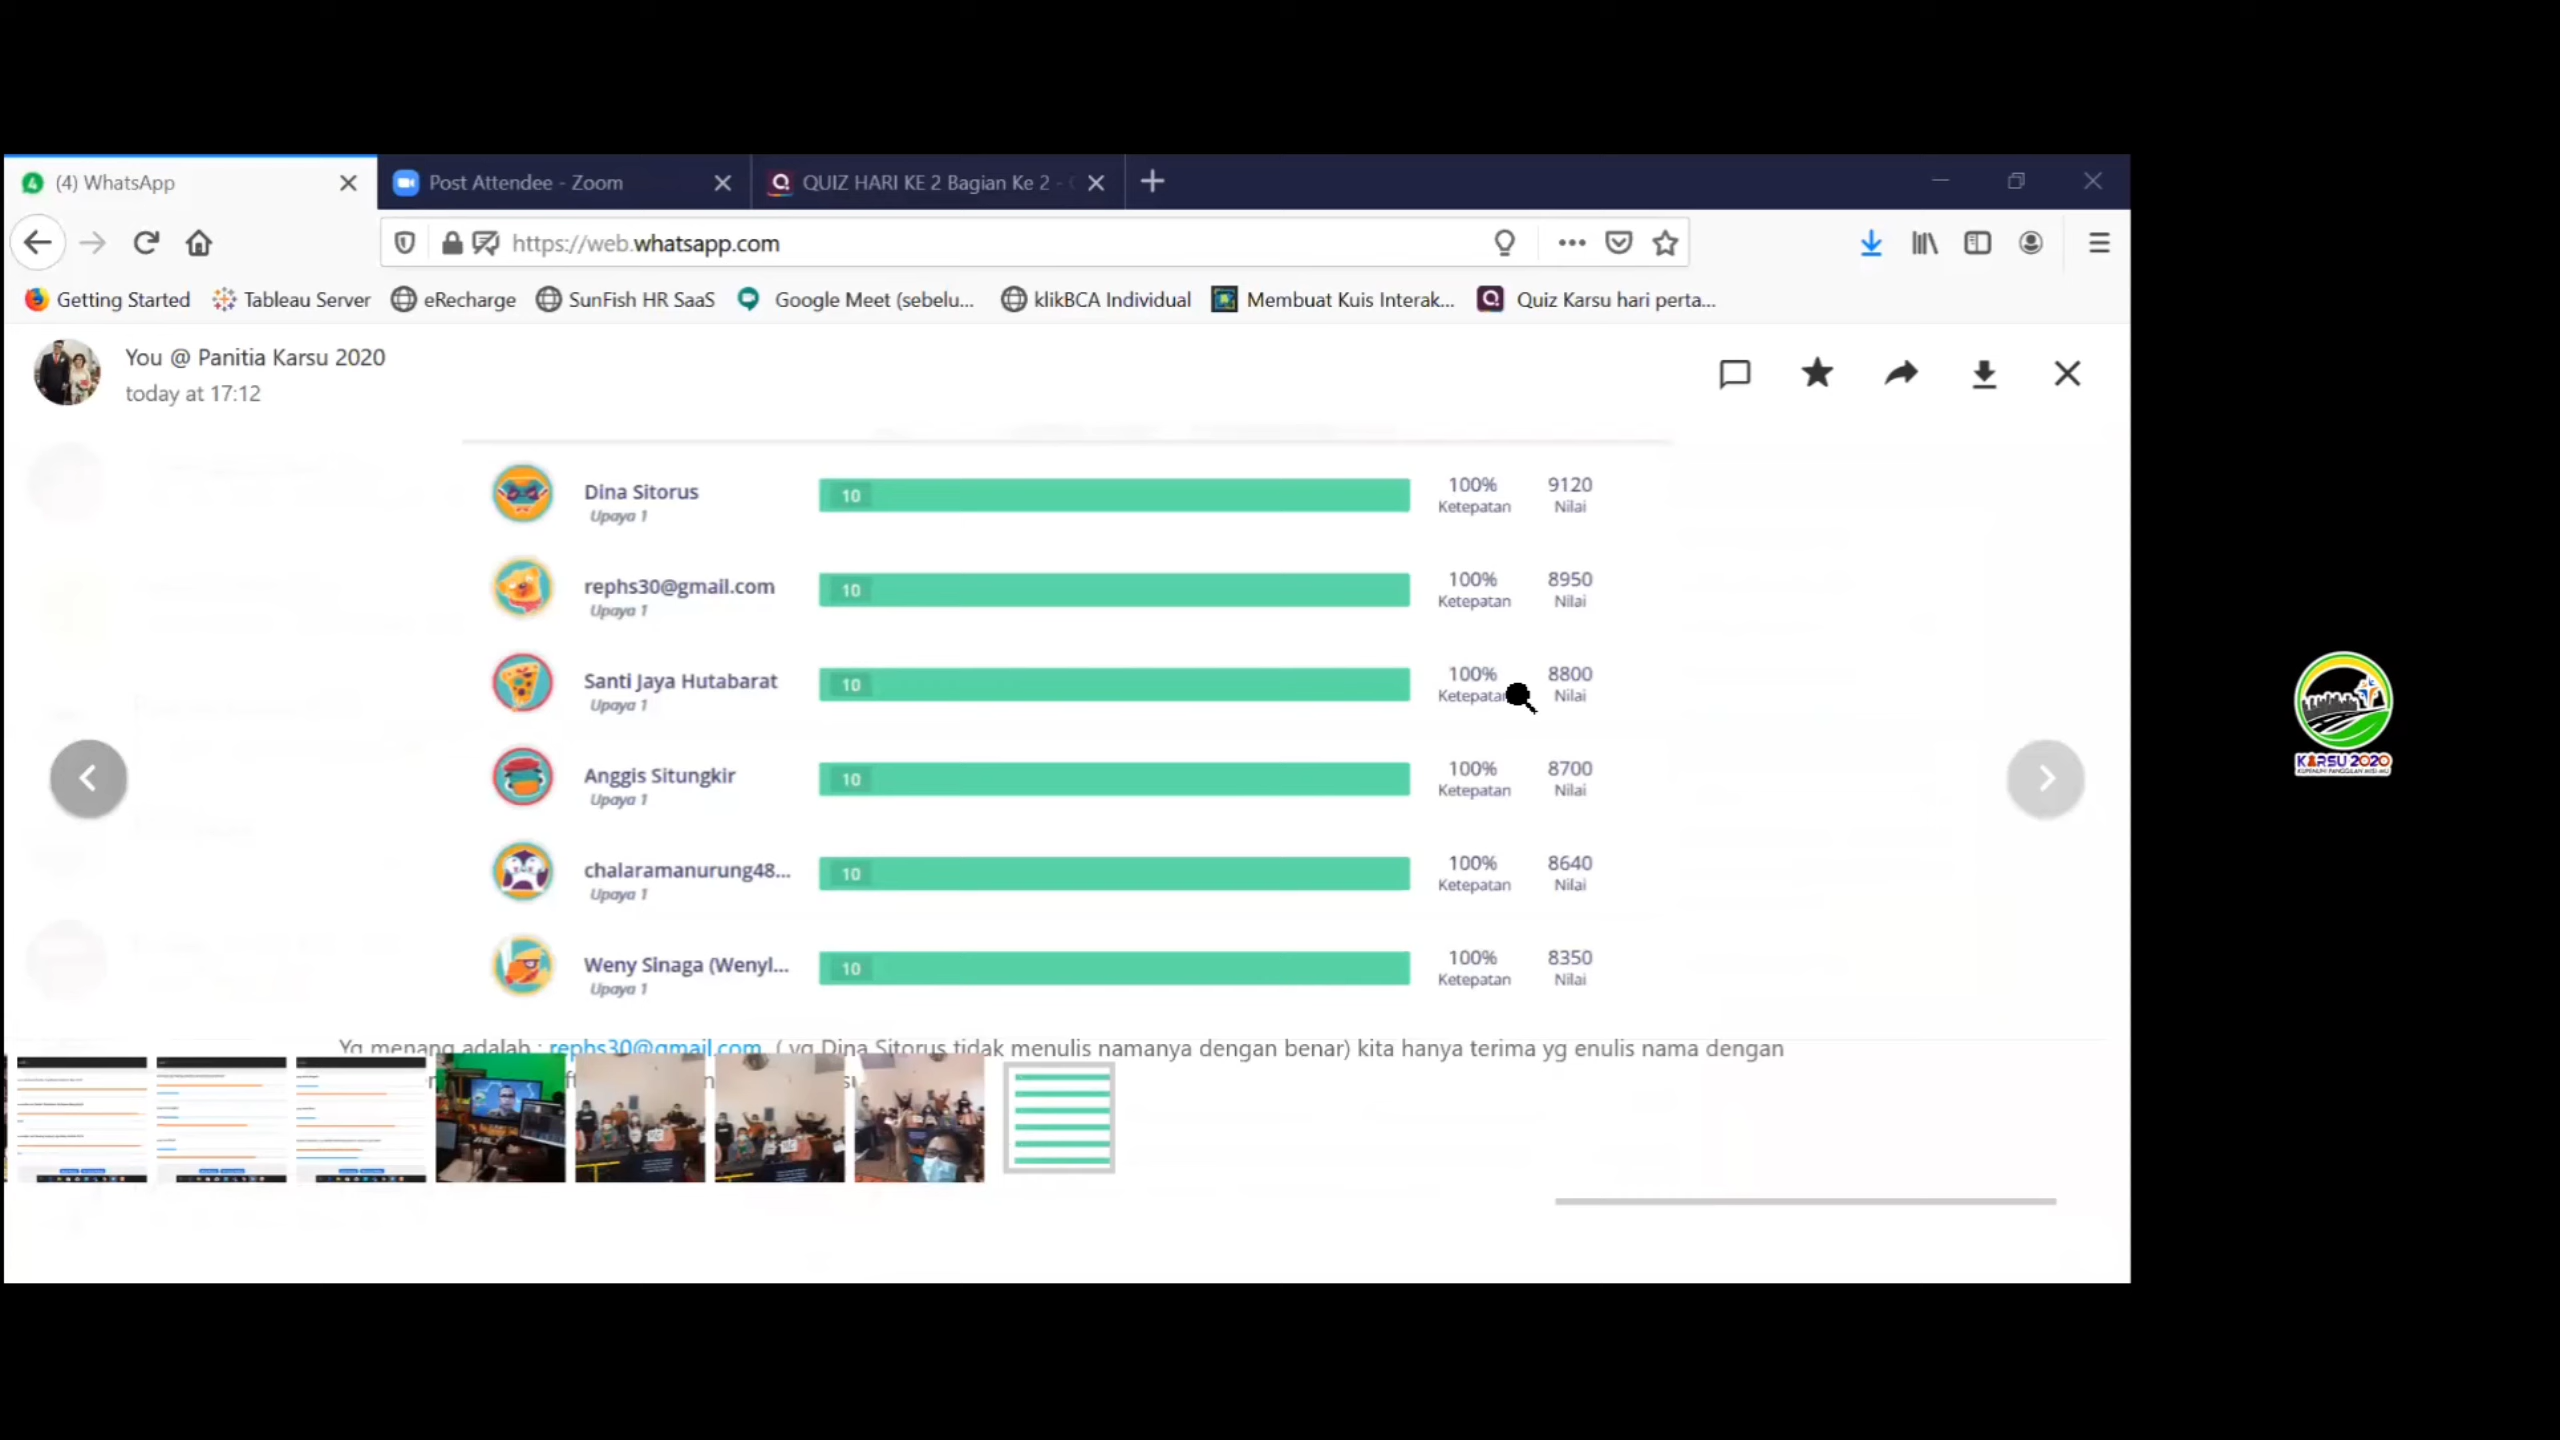 (4) WhatsApp
Post Attendee - Zoom
QUIZ HARI KE 2 Bagian Ke 2 -
https://web.whatsapp.com
Getting Started
Tableau Server
eRecharge
SunFish HR SaaS
Google Meet (sebelu...
klikBCA Individual
Membuat Kuis Interak...
Quiz Karsu hari perta...
You @ Panitia Karsu 2020
today at 17:12
Dina Sitorus
Upaya 1
10
100%
Ketepatan
9120
Nilai
rephs30@gmail.com
Upaya 1
10
100%
Ketepatan
8950
Nilai
Santi Jaya Hutabarat
Upaya 1
10
100%
Ketepatan
8800
Nilai
Anggis Situngkir
Upaya 1
10
100%
Ketepatan
8700
Nilai
chalaramanurung48...
Upaya 1
10
100%
Ketepatan
8640
Nilai
Weny Sinaga (Wenyl...
Upaya 1
10
100%
Ketepatan
8350
Nilai
Yg menang adalah : rephs30@gmail.com ( yg Dina Sitorus tidak menulis namanya dengan benar) kita hanya terima yg enulis nama dengan
KARSU 2020